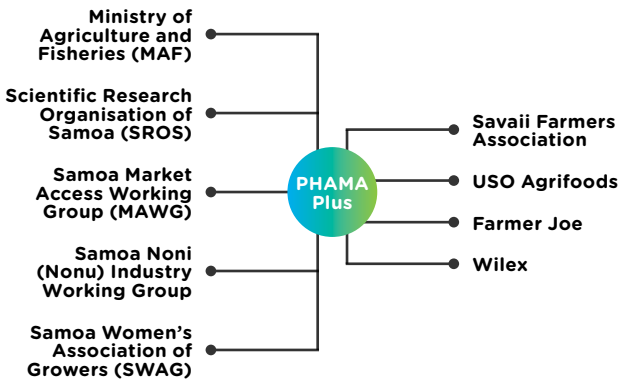 Ministry of
Agriculture and
Fisheries (MAF)
Scientific Research
Organisation of
Samoa (SROS)
Samoa Market
Access Working
Group (MAWG)
Samoa Noni
(Nonu) Industry
Working Group
Samoa Women’s
Association of
Growers (SWAG)
PHAMA
Plus
Savaii Farmers
Association
USO Agrifoods
Farmer Joe
Wilex